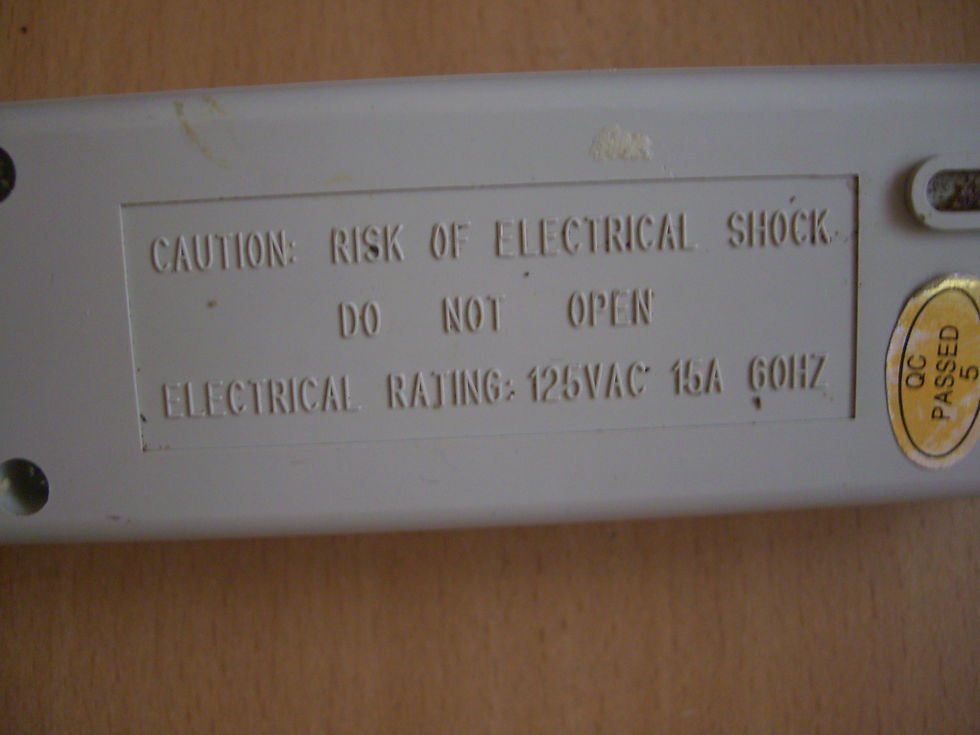 CAUTION: RISK OF ELECTRICAL SHOCK
DO NOT OPEN
ELECTRICAL RATING: 125VAC 15A 60HZ
QC
PASSED
5